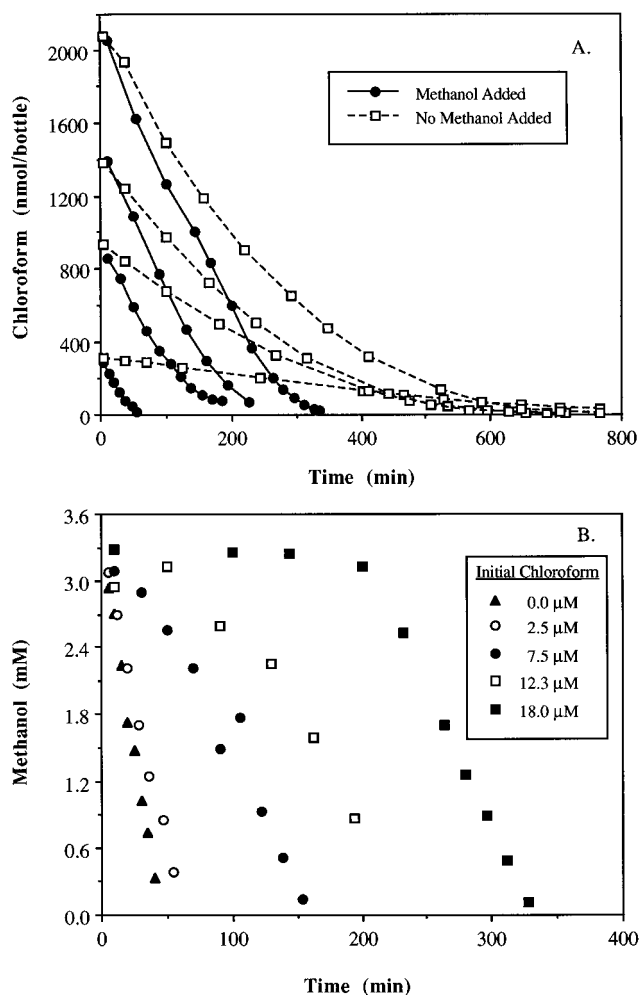 A.
Methanol Added
No Methanol Added
2000
1600
1200
800
400
0
Chloroform (nmol/bottle)
0 200 400 600 800
Time (min)
B.
Initial Chloroform
0.0 µM
2.5 µM
7.5 µM
12.3 µM
18.0 µM
3.6
3.0
2.4
1.8
1.2
0.6
0.0
Methanol (mM)
0 100 200 300 400
Time (min)